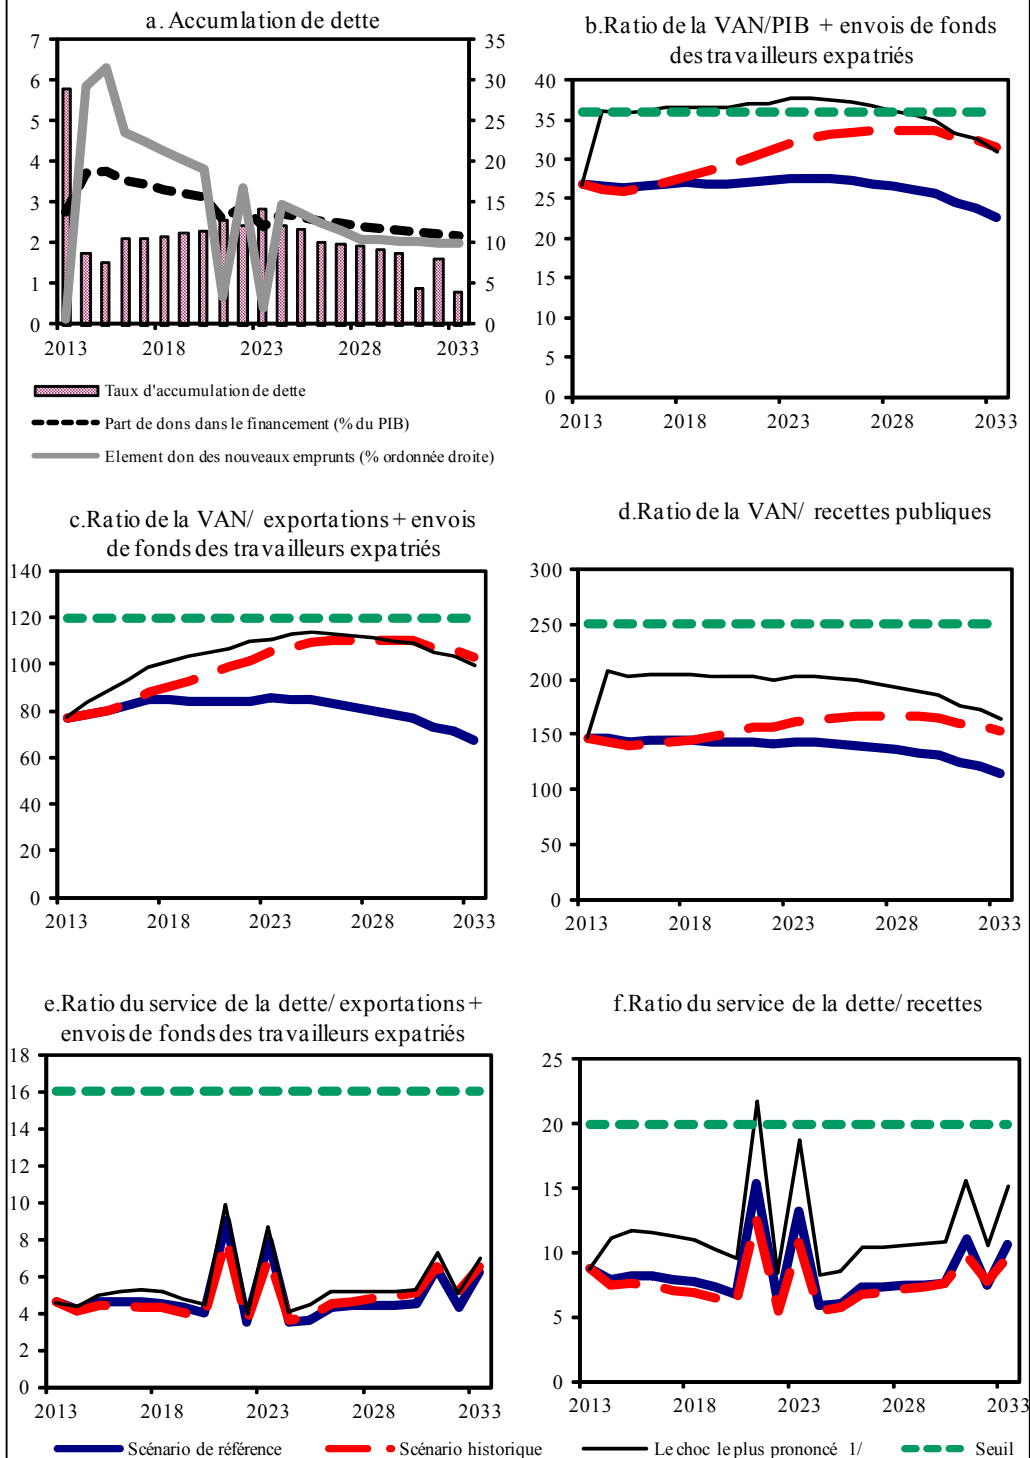 a. Accumlation de dette
7
6
5
4
3
2
1
0
35
30
25
20
15
10
5
0
2013 2018 2023 2028 2033
Taux d'accumulation de dette
Part de dons dans le financement (% du PIB)
Element don des nouveaux emprunts (% ordonnée droite)
b.Ratio de la VAN/PIB + envois de fonds
des travailleurs expatriés
40
35
30
25
20
15
10
5
0
2013 2018 2023 2028 2033
c.Ratio de la VAN/ exportations + envois
de fonds des travailleurs expatriés
140
120
100
80
60
40
20
0
2013 2018 2023 2028 2033
d.Ratio de la VAN/ recettes publiques
300
250
200
150
100
50
0
2013 2018 2023 2028 2033
e.Ratio du service de la dette/ exportations +
envois de fonds des travailleurs expatriés
18
16
14
12
10
8
6
4
2
0
2013 2018 2023 2028 2033
f.Ratio du service de la dette/ recettes
25
20
15
10
5
0
2013 2018 2023 2028 2033
Scénario de référence Scénario historique Le choc le plus prononcé 1/ Seuil